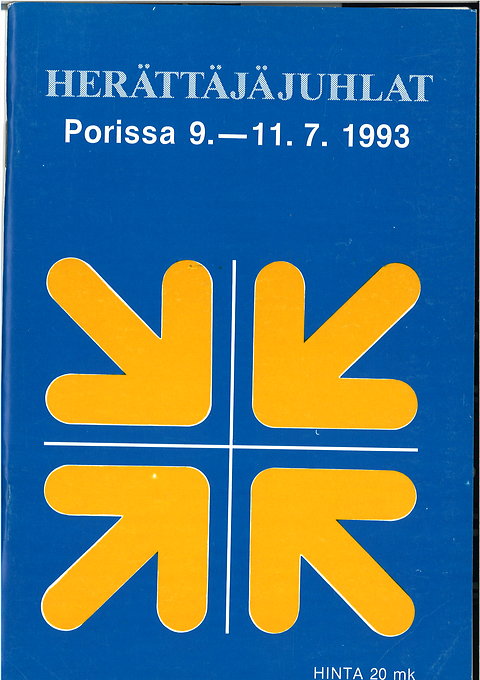 HERÄTTÄJÄJUHLAT
Porissa 9.—11. 7. 1993
HINTA 20 mk